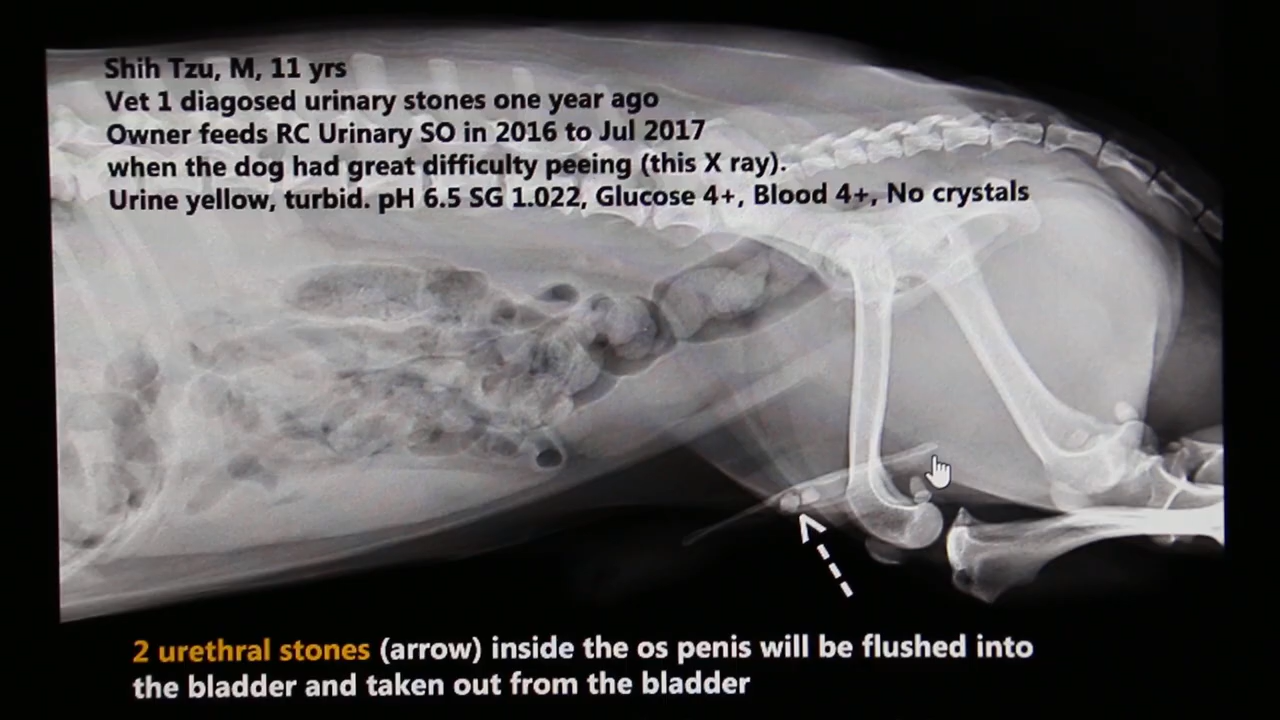 Shih Tzu, M, 11 yrs
Vet 1 diagosed urinary stones one year ago
Owner feeds RC Urinary SO in 2016 to Jul 2017
when the dog had great difficulty peeing (this X ray).
Urine yellow, turbid. pH 6.5 SG 1.022, Glucose 4+, Blood 4+, No crystals
2 urethral stones (arrow) inside the os penis will be flushed into
the bladder and taken out from the bladder